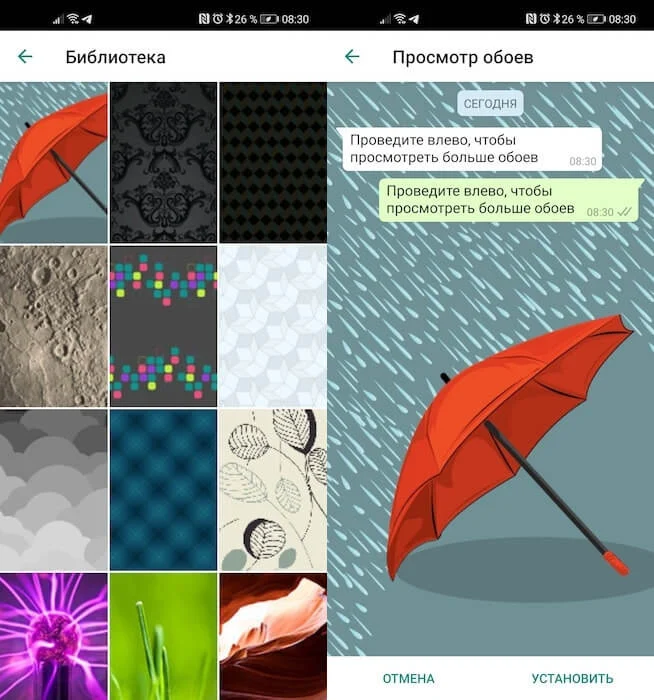 26 % 08:30
Библиотека
26 % 08:30
Просмотр обоев
СЕГОДНЯ
Проведите влево, чтобы
просмотреть больше обоев 08:30
Проведите влево, чтобы
просмотреть больше обоев 08:30
ОТМЕНА УСТАНОВИТЬ